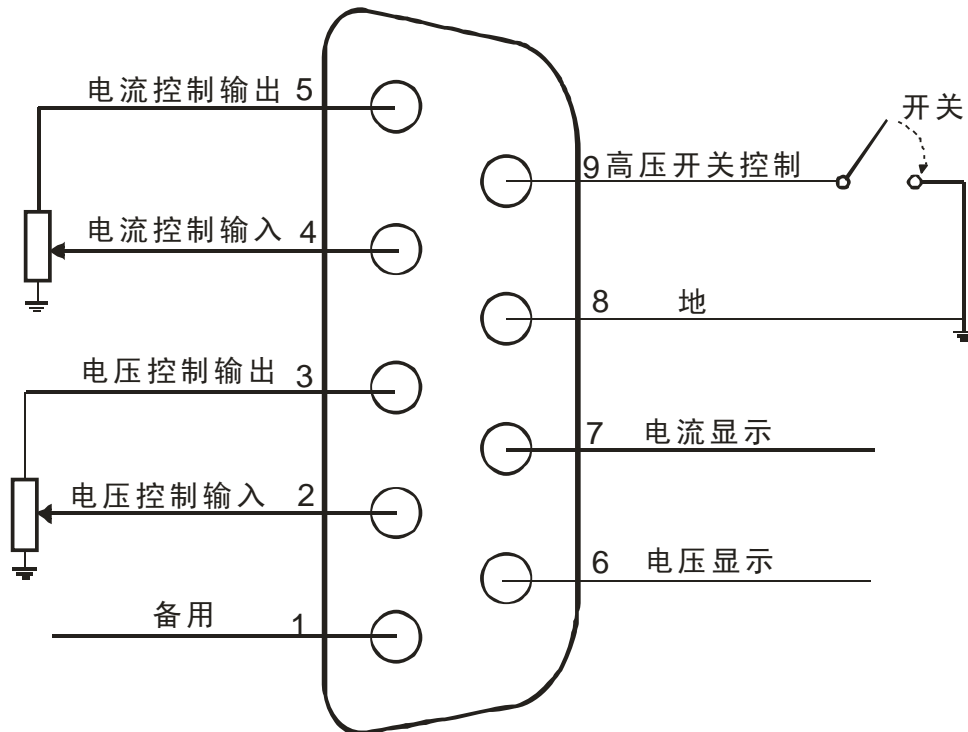 电流控制输出 5
电流控制输入 4
电压控制输出 3
电压控制输入 2
备用 1
开关
9高压开关控制
8 地
7 电流显示
6 电压显示